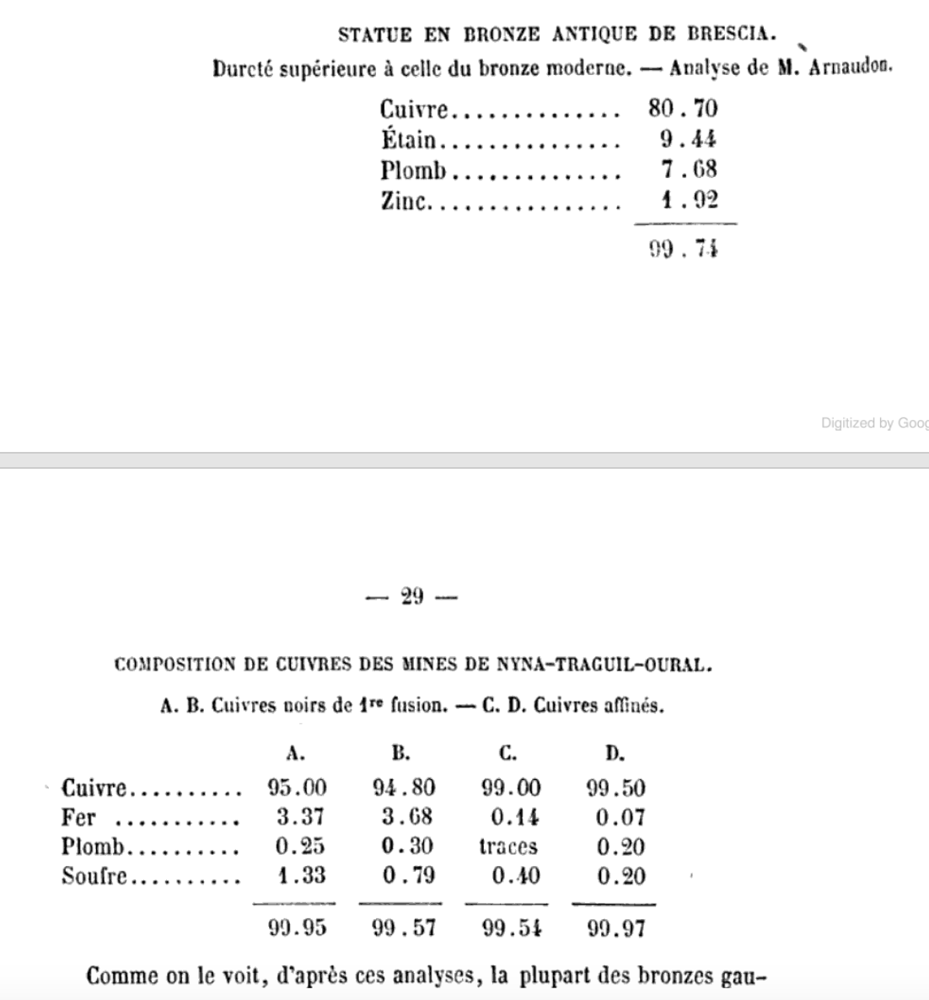 STATUE EN BRONZE ANTIQUE DE BRESCIA.
Dureté supérieure à celle du bronze moderne. — Analyse de M. Arnaudon.
Cuivre.............. 80.70
Étain............... 9.44
Plomb.............. 7.68
Zinc................ 1.92
99.74
Digitized by Goog
— 29 —
COMPOSITION DE CUIVRES DES MINES DE NYNA-TRAGUIL-OURAL.
A. B. Cuivres noirs de 1re fusion. — C. D. Cuivres affinés.
A. B. C. D.
Cuivre.......... 95.00 94.80 99.00 99.50
Fer ........... 3.37 3.68 0.14 0.07
Plomb.......... 0.25 0.30 traces 0.20
Soufre.......... 1.33 0.79 0.40 0.20
99.95 99.57 99.54 99.97
Comme on le voit, d'après ces analyses, la plupart des bronzes gau-